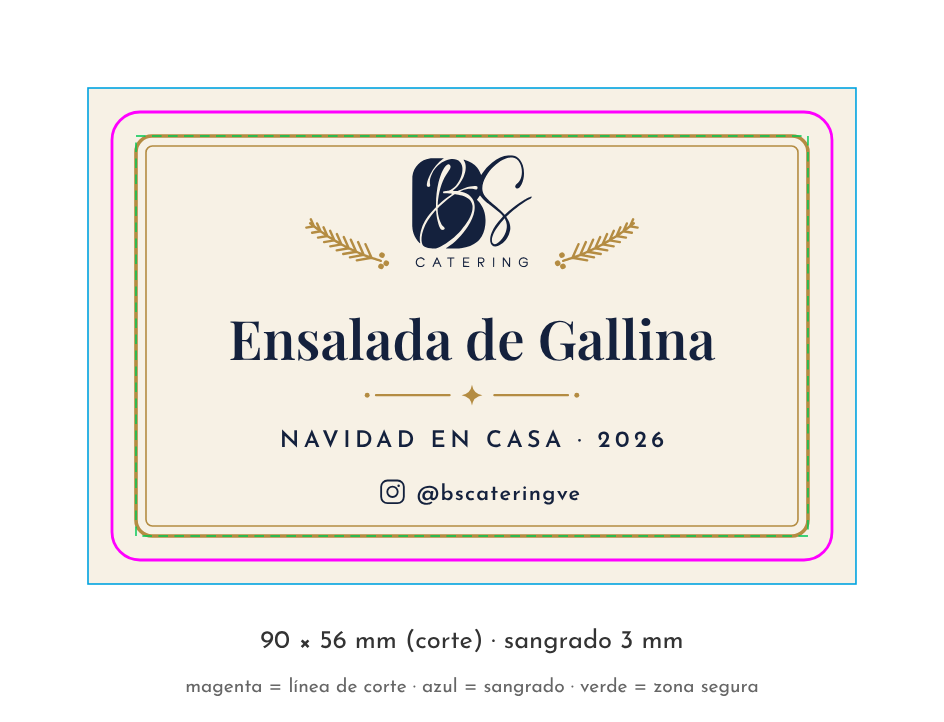 BS
CATERING
Ensalada de Gallina
NAVIDAD EN CASA · 2026
@bscateringve
90 × 56 mm (corte) · sangrado 3 mm
magenta = línea de corte · azul = sangrado · verde = zona segura